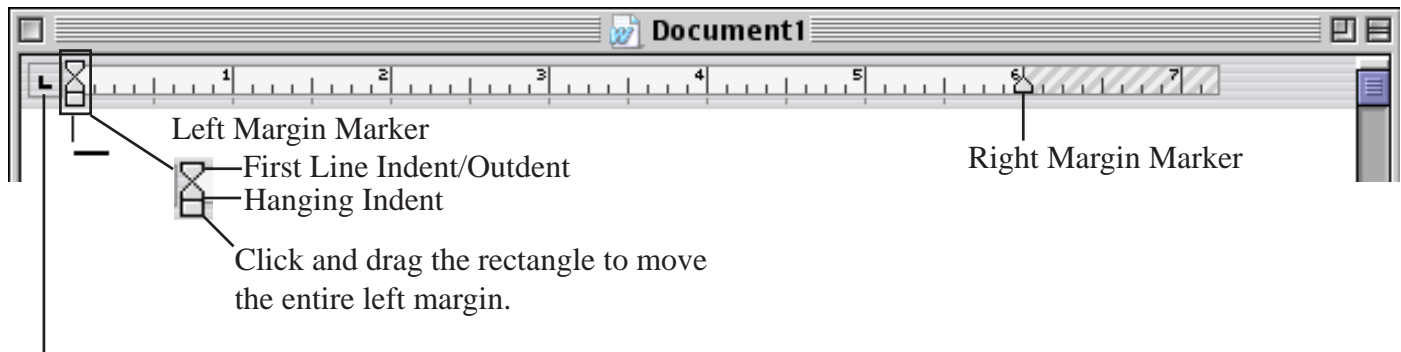 Document1
1 2 3 4 5 6 7
Left Margin Marker
First Line Indent/Outdent
Right Margin Marker
Hanging Indent
Click and drag the rectangle to move
the entire left margin.